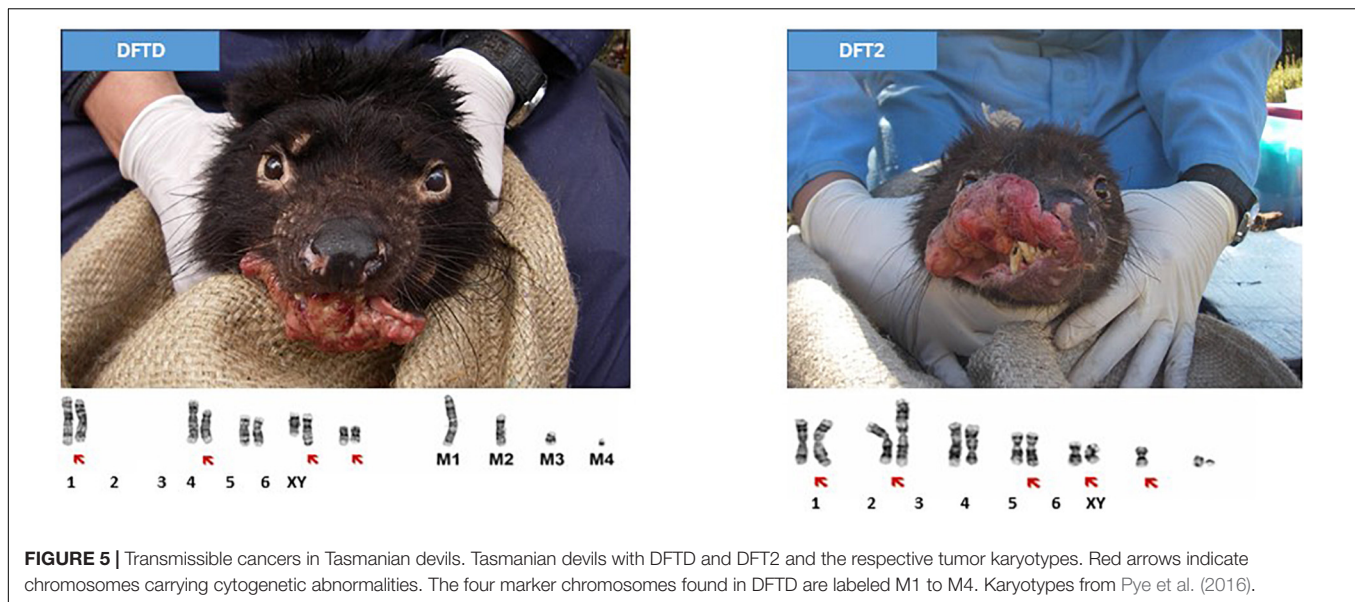 DFTD
DFT2
M1 M2 M3 M4
1 2 3 4 5 6 XY
1 2 3 4 5 6 XY
FIGURE 5 | Transmissible cancers in Tasmanian devils. Tasmanian devils with DFTD and DFT2 and the respective tumor karyotypes. Red arrows indicate
chromosomes carrying cytogenetic abnormalities. The four marker chromosomes found in DFTD are labeled M1 to M4. Karyotypes from Pye et al. (2016).